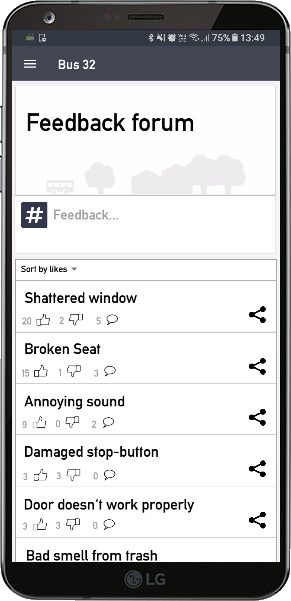 75% 13:49
Bus 32
Feedback forum
# Feedback...
Sort by likes
Shattered window
20 2 5
Broken Seat
15 1 3
Annoying sound
9 0 2
Damaged stop-button
3 3 0
Door doesn't work properly
3 3 0
Bad smell from trash
LG